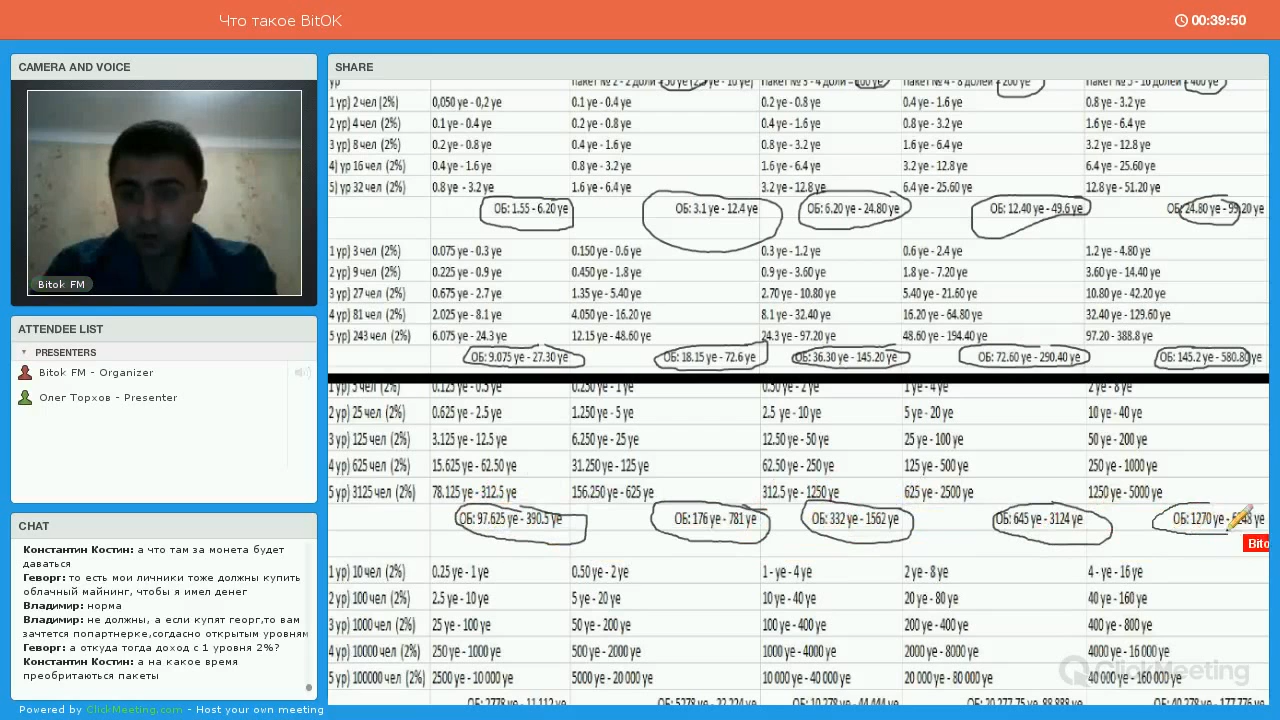 Что такое BitOK
00:39:50
CAMERA AND VOICE
Bitok FM
ATTENDEE LIST
PRESENTERS
Bitok FM - Organizer
Олег Торхов - Presenter
CHAT
Константин Костин: а что там за монета будет
даваться
Геворг: то есть мои личники тоже должны купить
облачный майнинг, чтобы я имел денег
Владимир: норма
Владимир: не должны, а если купят георг,то вам
зачтется попартнерке,согдасно открытым уровням
Геворг: а откуда тогда доход с 1 уровня 2%?
Константин Костин: а на какое время
преобритаються пакеты
SHARE
1 ур) 2 чел (2%) 0,050 уе - 0,2 уе 0.1 уе - 0.4 уе 0.2 уе - 0.8 уе 0.4 уе - 1.6 уе 0.8 уе - 3.2 уе
2 ур) 4 чел (2%) 0.1 уе - 0.4 уе 0.2 уе - 0.8 уе 0.4 уе - 1.6 уе 0.8 уе - 3.2 уе 1.6 уе - 6.4 уе
3 ур) 8 чел (2%) 0.2 уе - 0.8 уе 0.4 уе - 1.6 уе 0.8 уе - 3.2 уе 1.6 уе - 6.4 уе 3.2 уе - 12.8 уе
4) ур 16 чел (2%) 0.4 уе - 1.6 уе 0.8 уе - 3.2 уе 1.6 уе - 6.4 уе 3.2 уе - 12.8 уе 6.4 уе - 25.60 уе
5) ур 32 чел (2%) 0.8 уе - 3.2 уе 1.6 уе - 6.4 уе 3.2 уе - 12.8 уе 6.4 уе - 25.60 уе 12.8 уе - 51.20 уе
ОБ: 1.55 - 6.20 уе ОБ: 3.1 уе - 12.4 уе ОБ: 6.20 уе - 24.80 уе ОБ: 12.40 уе - 49.6 уе ОБ: 24.80 уе - 99.20 уе
1 ур) 3 чел (2%) 0.075 уе - 0.3 уе 0.150 уе - 0.6 уе 0.3 уе - 1.2 уе 0.6 уе - 2.4 уе 1.2 уе - 4.80 уе
2 ур) 9 чел (2%) 0.225 уе - 0.9 уе 0.450 уе - 1.8 уе 0.9 уе - 3.60 уе 1.8 уе - 7.20 уе 3.60 уе - 14.40 уе
3 ур) 27 чел (2%) 0.675 уе - 2.7 уе 1.35 уе - 5.40 уе 2.70 уе - 10.80 уе 5.40 уе - 21.60 уе 10.80 уе - 42.20 уе
4 ур) 81 чел (2%) 2.025 уе - 8.1 уе 4.050 уе - 16.20 уе 8.1 уе - 32.40 уе 16.20 уе - 64.80 уе 32.40 уе - 129.60 уе
5 ур) 243 чел (2%) 6.075 уе - 24.3 уе 12.15 уе - 48.60 уе 24.3 уе - 97.20 уе 48.60 уе - 194.40 уе 97.20 уе - 388.8 уе
ОБ: 9.075 уе - 27.30 уе ОБ: 18.15 уе - 72.6 уе ОБ: 36.30 уе - 145.20 уе ОБ: 72.60 уе - 290.40 уе ОБ: 145.2 уе - 580.80 уе
2 ур) 25 чел (2%) 0.625 уе - 2.5 уе 1.250 уе - 5 уе 2.5 уе - 10 уе 5 уе - 20 уе 10 уе - 40 уе
3 ур) 125 чел (2%) 3.125 уе - 12.5 уе 6.250 уе - 25 уе 12.50 уе - 50 уе 25 уе - 100 уе 50 уе - 200 уе
4 ур) 625 чел (2%) 15.625 уе - 62.50 уе 31.250 уе - 125 уе 62.50 уе - 250 уе 125 уе - 500 уе 250 уе - 1000 уе
5 ур) 3125 чел (2%) 78.125 уе - 312.5 уе 156.250 уе - 625 уе 312.5 уе - 1250 уе 625 уе - 2500 уе 1250 уе - 5000 уе
ОБ: 97.625 уе - 390.5 уе ОБ: 176 уе - 781 уе ОБ: 332 уе - 1562 уе ОБ: 645 уе - 3124 уе ОБ: 1270 уе
Bito
1 ур) 10 чел (2%) 0.25 уе - 1 уе 0.50 уе - 2 уе 1 - уе - 4 уе 2 уе - 8 уе 4 - уе - 16 уе
2 ур) 100 чел (2%) 2.5 уе - 10 уе 5 уе - 20 уе 10 уе - 40 уе 20 уе - 80 уе 40 уе - 160 уе
3 ур) 1000 чел (2%) 25 уе - 100 уе 50 уе - 200 уе 100 уе - 400 уе 200 уе - 400 уе 400 уе - 800 уе
4 ур) 10000 чел (2%) 250 уе - 1000 уе 500 уе - 2000 уе 1000 уе - 4000 уе 2000 уе - 8000 уе 4000 уе - 16 000 уе
5 ур) 100000 чел (2%) 2500 уе - 10 000 уе 5000 уе - 20 000 уе 10 000 уе - 40 000 уе 20 000 уе - 80 000 уе 40 000 уе - 160 000 уе
ClickMeeting
Powered by ClickMeeting.com - Host your own meeting